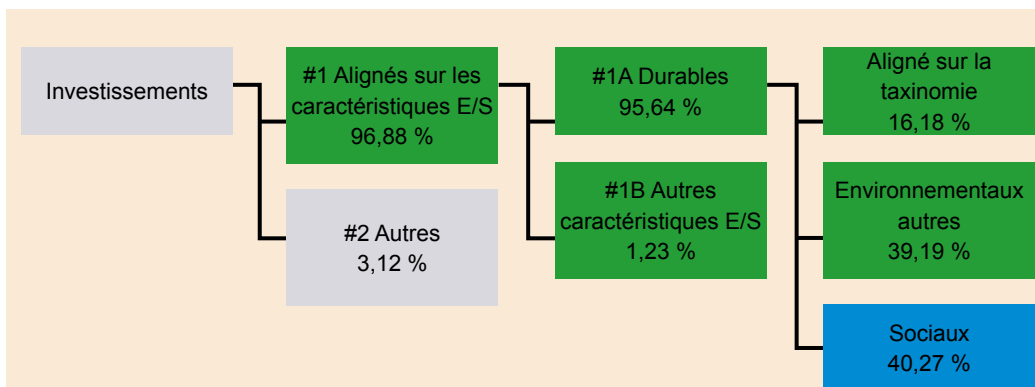 Investissements
#1 Alignés sur les
caractéristiques E/S
96,88 %
#2 Autres
3,12 %
#1A Durables
95,64 %
#1B Autres
caractéristiques E/S
1,23 %
Aligné sur la
taxinomie
16,18 %
Environnementaux
autres
39,19 %
Sociaux
40,27 %